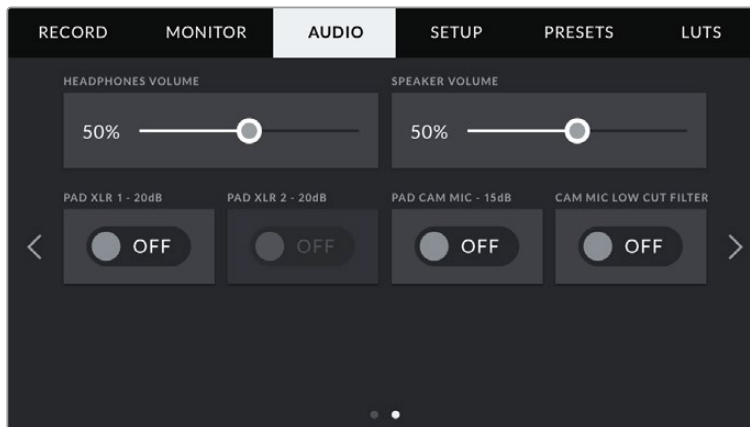 RECORD MONITOR AUDIO SETUP PRESETS LUTS
HEADPHONES VOLUME SPEAKER VOLUME
50% 50%
PAD XLR 1 - 20dB PAD XLR 2 - 20dB PAD CAM MIC - 15dB CAM MIC LOW CUT FILTER
OFF OFF OFF OFF